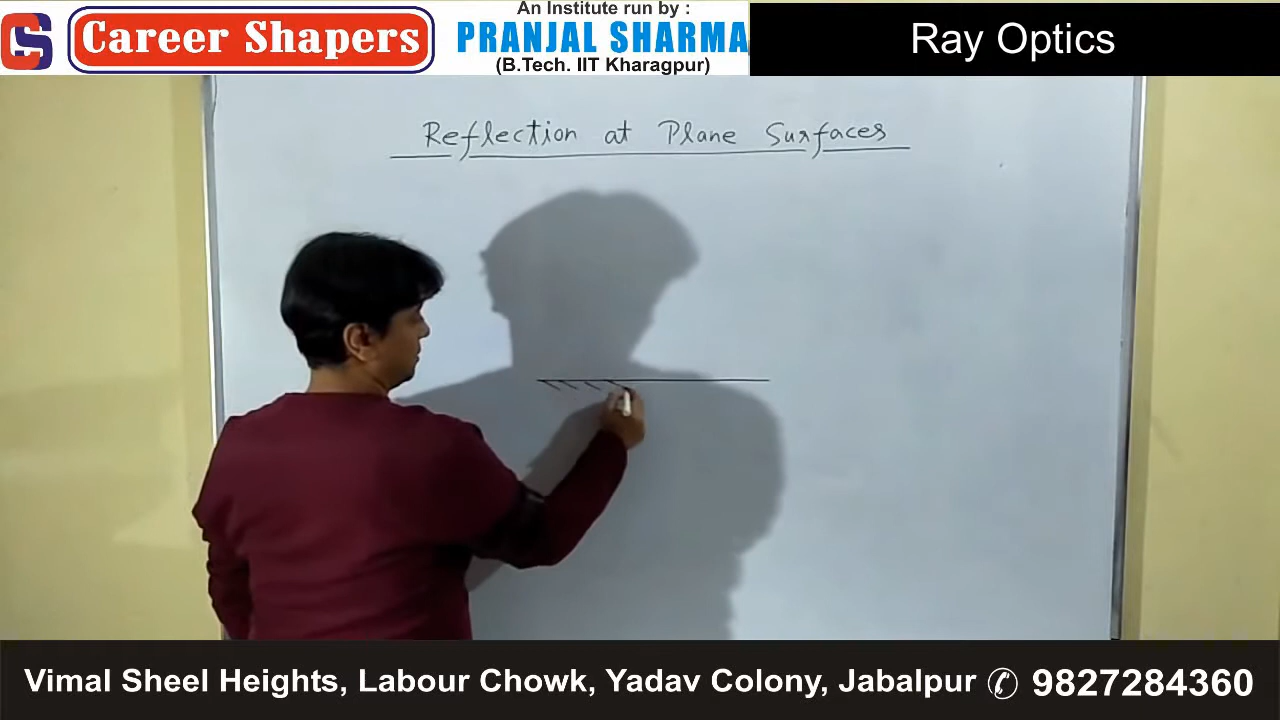 CS
Career Shapers
An Institute run by :
PRANJAL SHARMA
(B.Tech. IIT Kharagpur)
Ray Optics
Reflection at Plane Surfaces
Vimal Sheel Heights, Labour Chowk, Yadav Colony, Jabalpur ✆ 9827284360